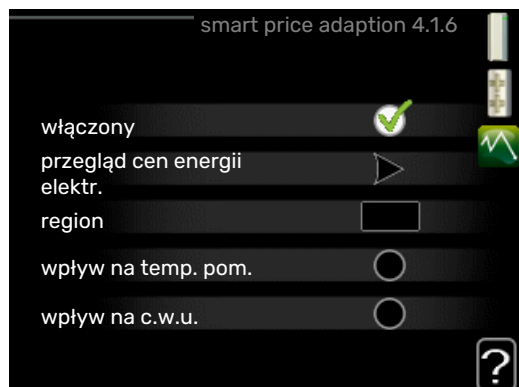 smart price adaption 4.1.6
włączony
przegląd cen energii
elektr.
region
wpływ na temp. pom.
wpływ na c.w.u.
?